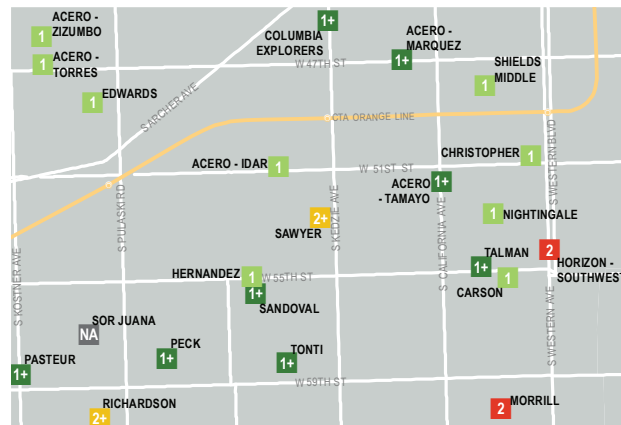 ACERO -
ZIZUMBO
1
ACERO -
TORRES
1
EDWARDS
1
COLUMBIA
EXPLORERS
1+
ACERO -
MARQUEZ
1+
W 47TH ST
SHIELDS
MIDDLE
1
S ARCHER AVE
CTA ORANGE LINE
ACERO - IDAR
1
W 51ST ST
CHRISTOPHER
1
S WESTERN BLVD
ACERO
- TAMAYO
1+
S PULASKI RD
S KEDZIE AVE
S CALIFORNIA AVE
2+
SAWYER
1
NIGHTINGALE
S KOSTNER AVE
TALMAN
1+
2
HORIZON -
SOUTHWEST
HERNANDEZ
1
W 55TH ST
CARSON
1
1+
SANDOVAL
S WESTERN AVE
SOR JUANA
NA
PECK
1+
TONTI
1+
PASTEUR
1+
W 59TH ST
RICHARDSON
2+
MORRILL
2